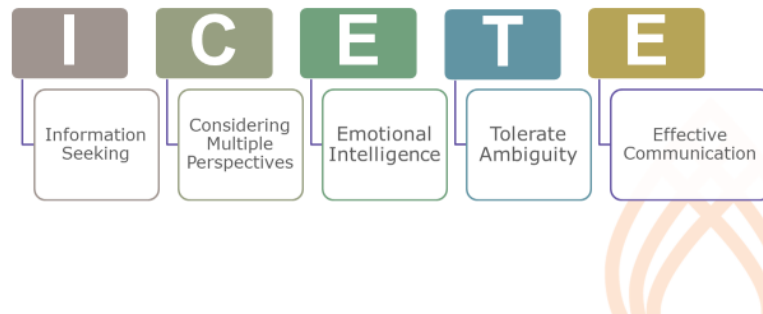 I C E T E
Information
Seeking
Considering
Multiple
Perspectives
Emotional
Intelligence
Tolerate
Ambiguity
Effective
Communication